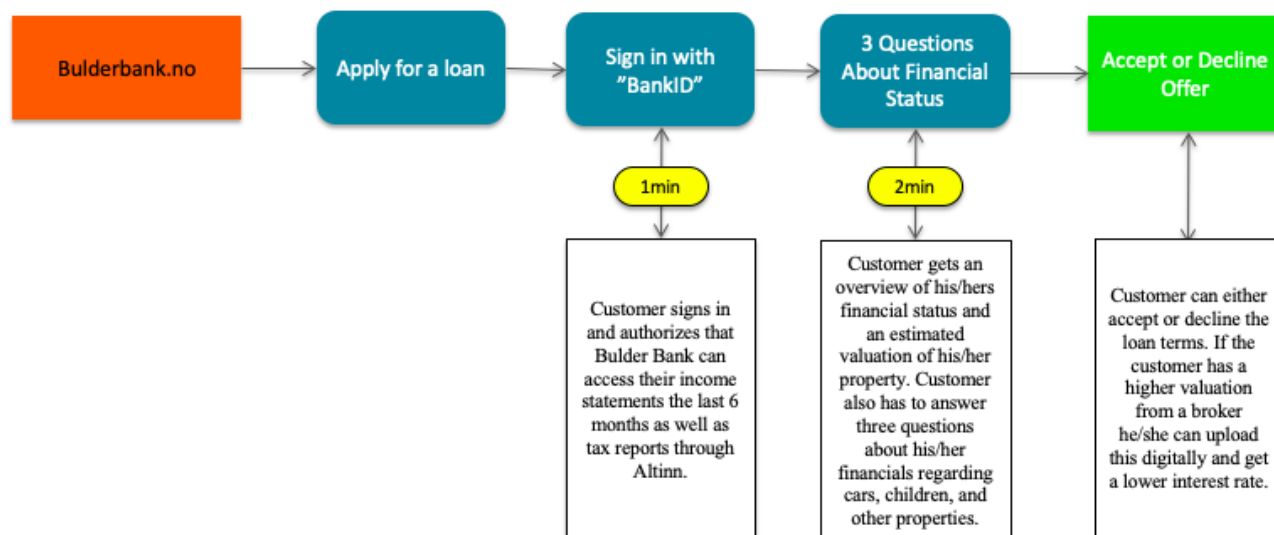 Bulderbank.no
Apply for a loan
Sign in with
”BankID”
3 Questions
About Financial
Status
Accept or Decline
Offer
1min
2min
Customer signs in
and authorizes that
Bulder Bank can
access their income
statements the last 6
months as well as
tax reports through
Altinn.
Customer gets an
overview of his/hers
financial status and
an estimated
valuation of his/her
property. Customer
also has to answer
three questions
about his/her
financials regarding
cars, children, and
other properties.
Customer can either
accept or decline the
loan terms. If the
customer has a
higher valuation
from a broker
he/she can upload
this digitally and get
a lower interest rate.